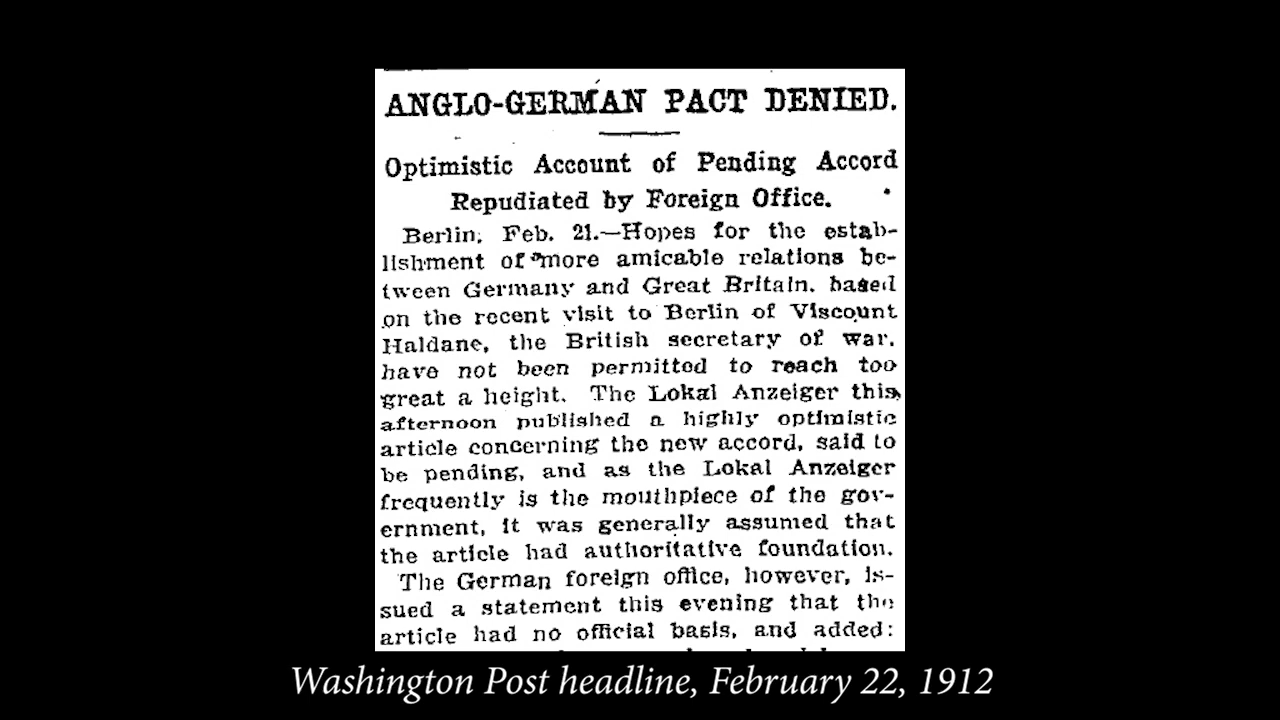 ANGLO-GERMAN PACT DENIED.
Optimistic Account of Pending Accord
Repudiated by Foreign Office.
Berlin, Feb. 21.—Hopes for the estab-
lishment of more amicable relations be-
tween Germany and Great Britain, based
on the recent visit to Berlin of Viscount
Haldane, the British secretary of war,
have not been permitted to reach too
great a height. The Lokal Anzeiger this
afternoon published a highly optimistic
article concerning the new accord, said to
be pending, and as the Lokal Anzeiger
frequently is the mouthpiece of the gov-
ernment, it was generally assumed that
the article had authoritative foundation.
The German foreign office, however, is-
sued a statement this evening that the
article had no official basis, and added:
Washington Post headline, February 22, 1912